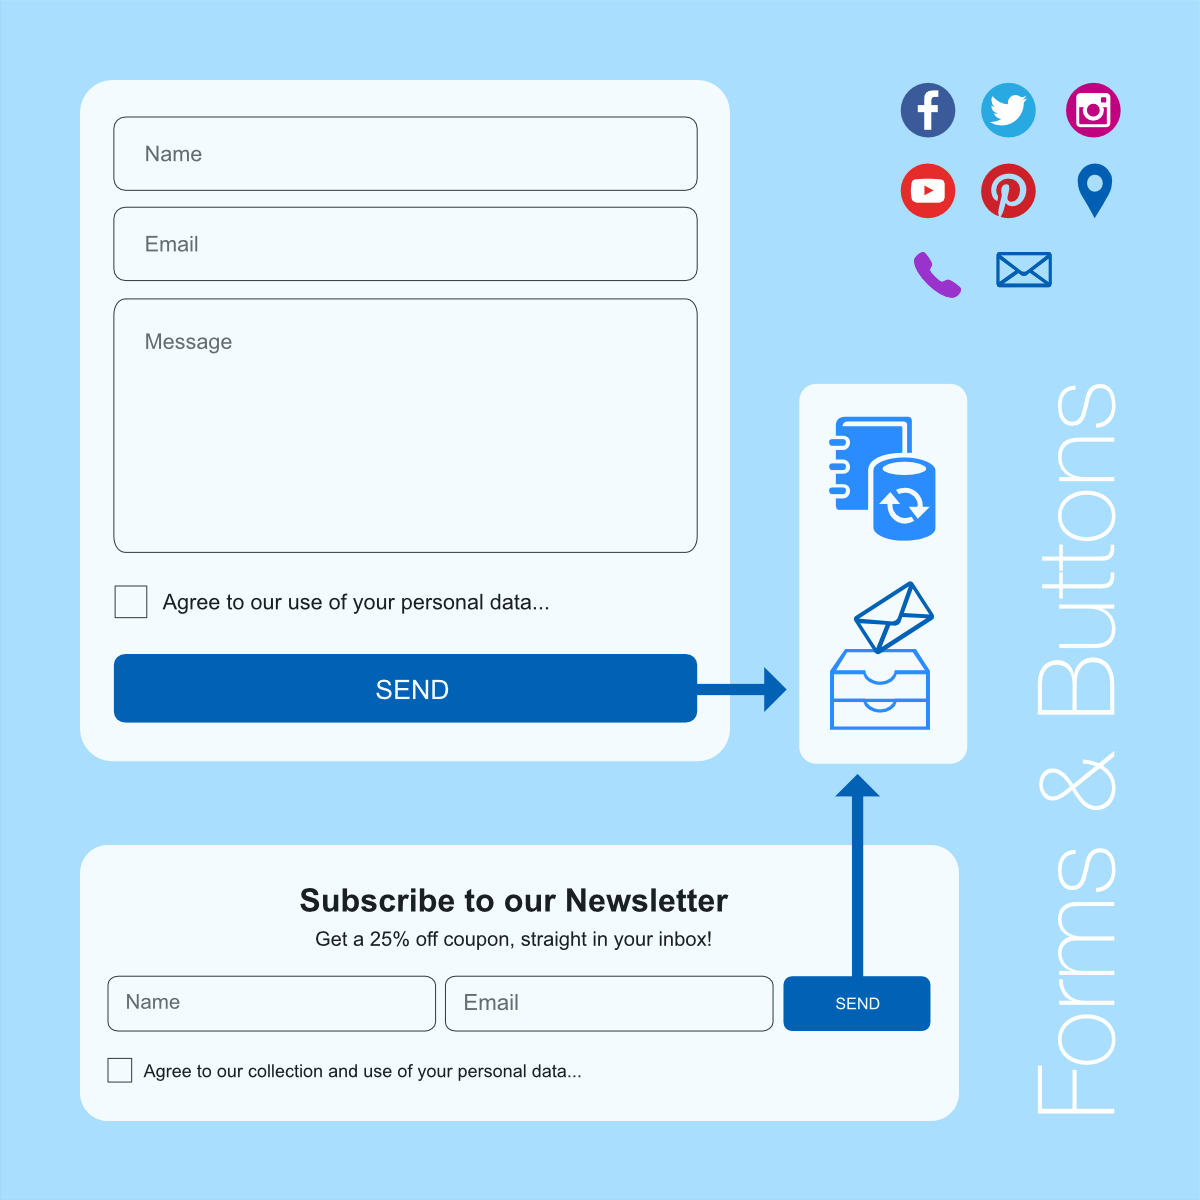 Name
Email
Message
Agree to our use of your personal data...
SEND
Subscribe to our Newsletter
Get a 25% off coupon, straight in your inbox!
Name
Email
SEND
Agree to our collection and use of your personal data...
Forms & Buttons